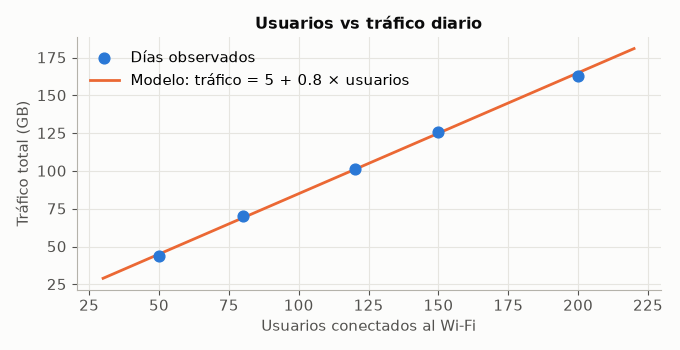 Usuarios vs tráfico diario
Días observados
Modelo: tráfico = 5 + 0.8 × usuarios
Tráfico total (GB)
175
150
125
100
75
50
25
25 50 75 100 125 150 175 200 225
Usuarios conectados al Wi-Fi